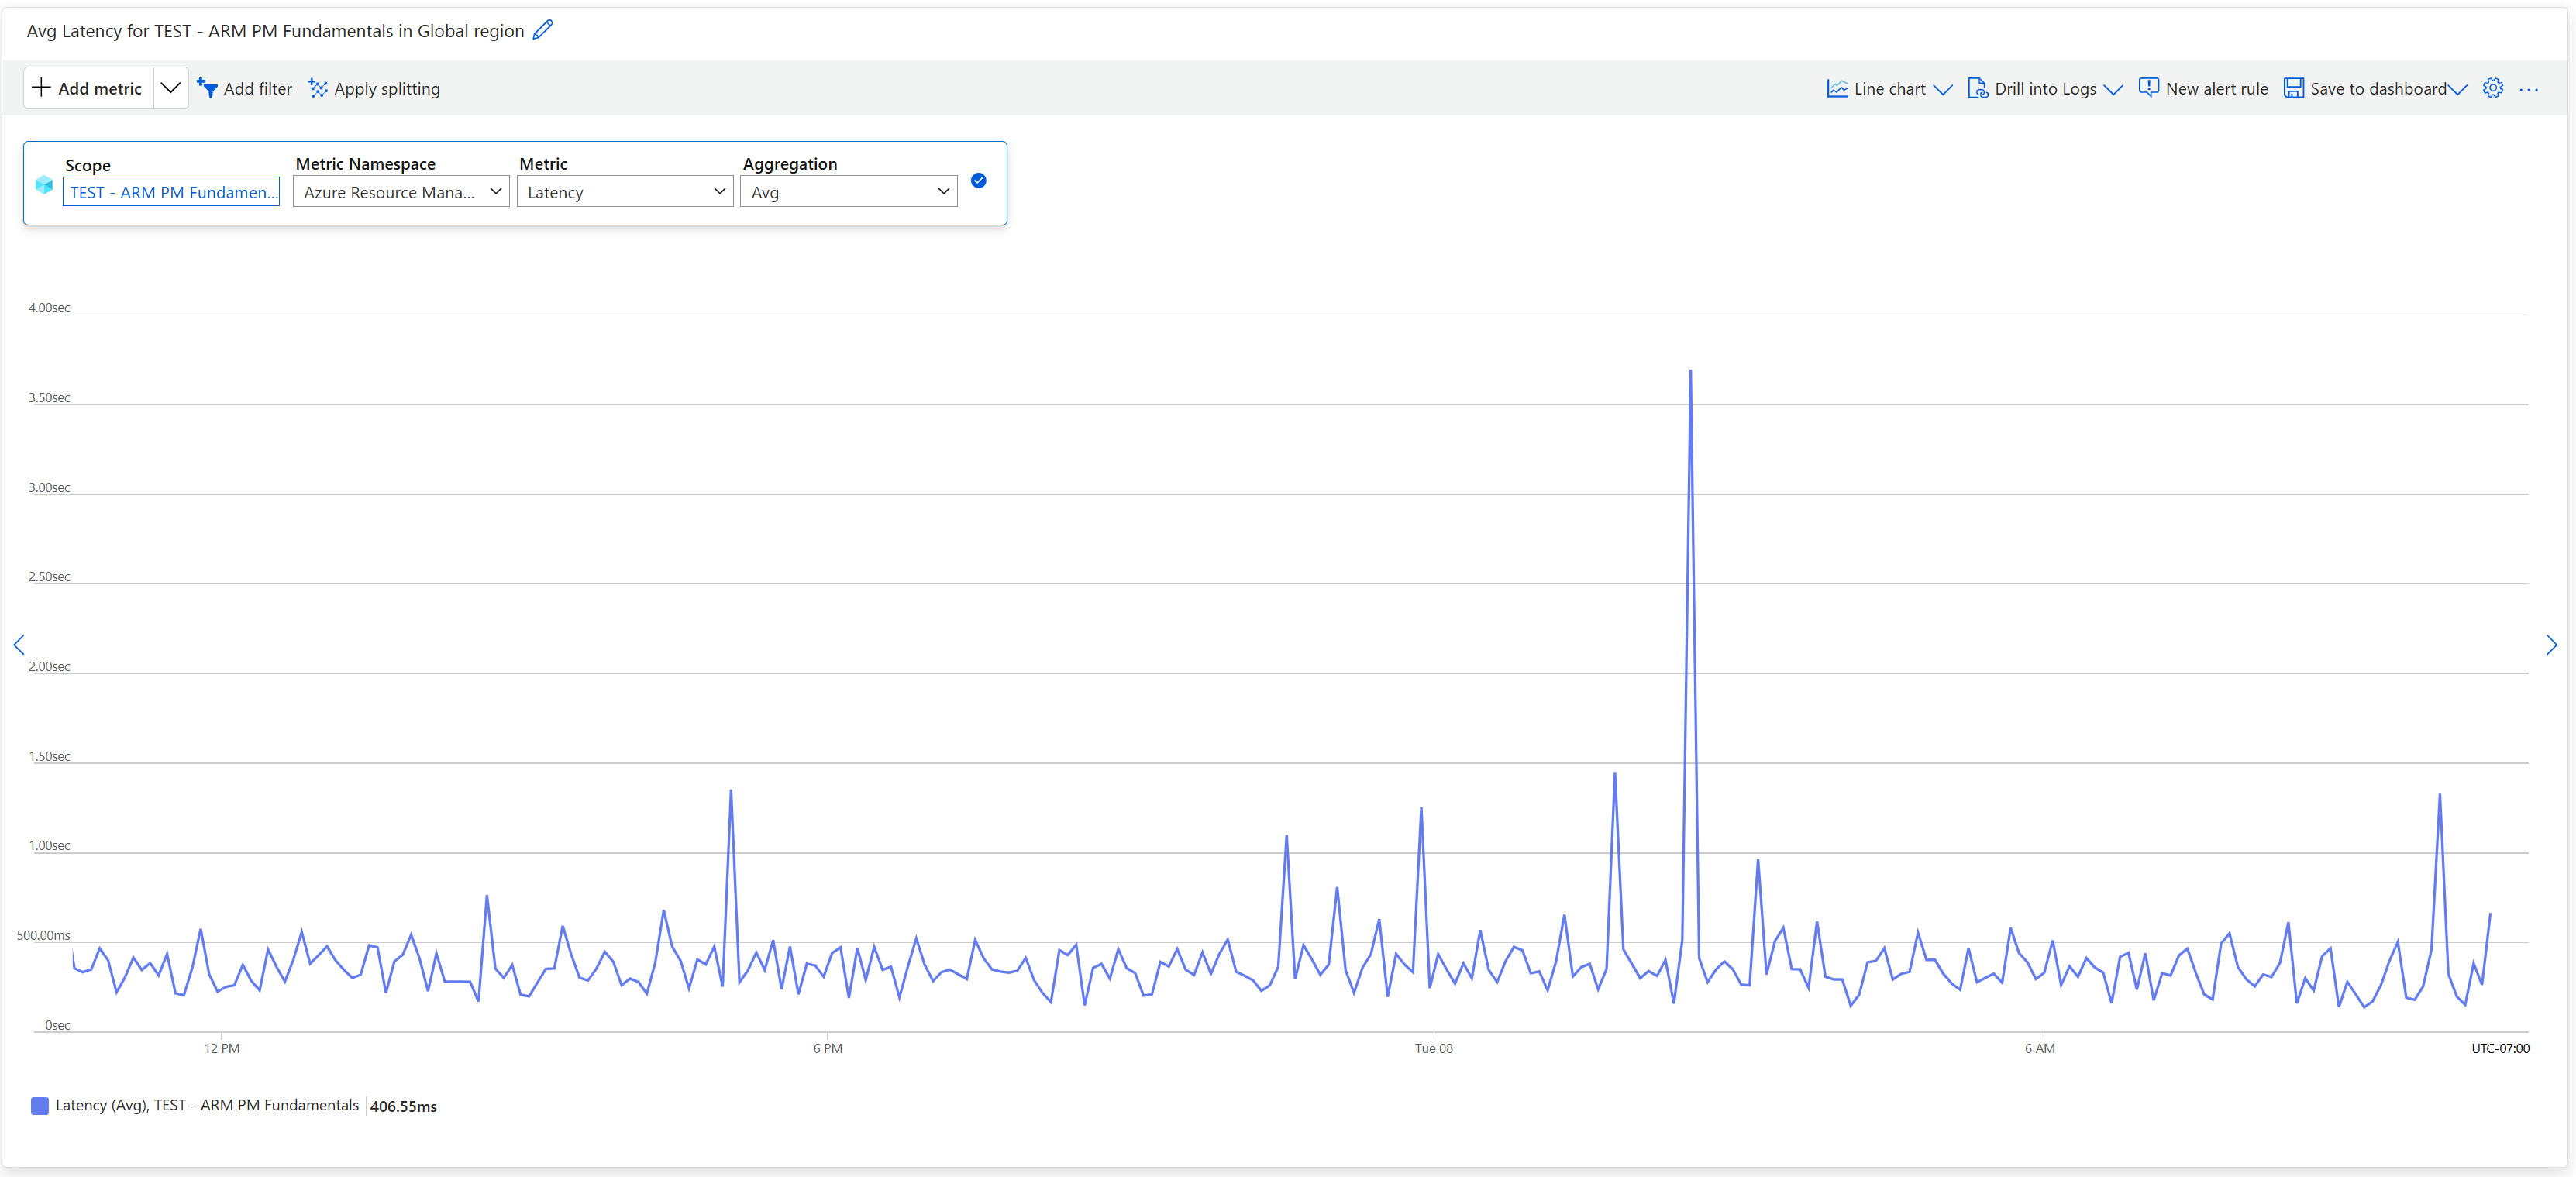 Avg Latency for TEST - ARM PM Fundamentals in Global region
Add metric Add filter Apply splitting Line chart Drill into Logs New alert rule Save to dashboard ...
Scope Metric Namespace Metric Aggregation
TEST - ARM PM Fundamen... Azure Resource Mana... Latency Avg
4.00sec
3.50sec
3.00sec
2.50sec
2.00sec
1.50sec
1.00sec
500.00ms
0sec
12 PM 6 PM Tue 08 6 AM UTC-07:00
Latency (Avg), TEST - ARM PM Fundamentals 406.55ms